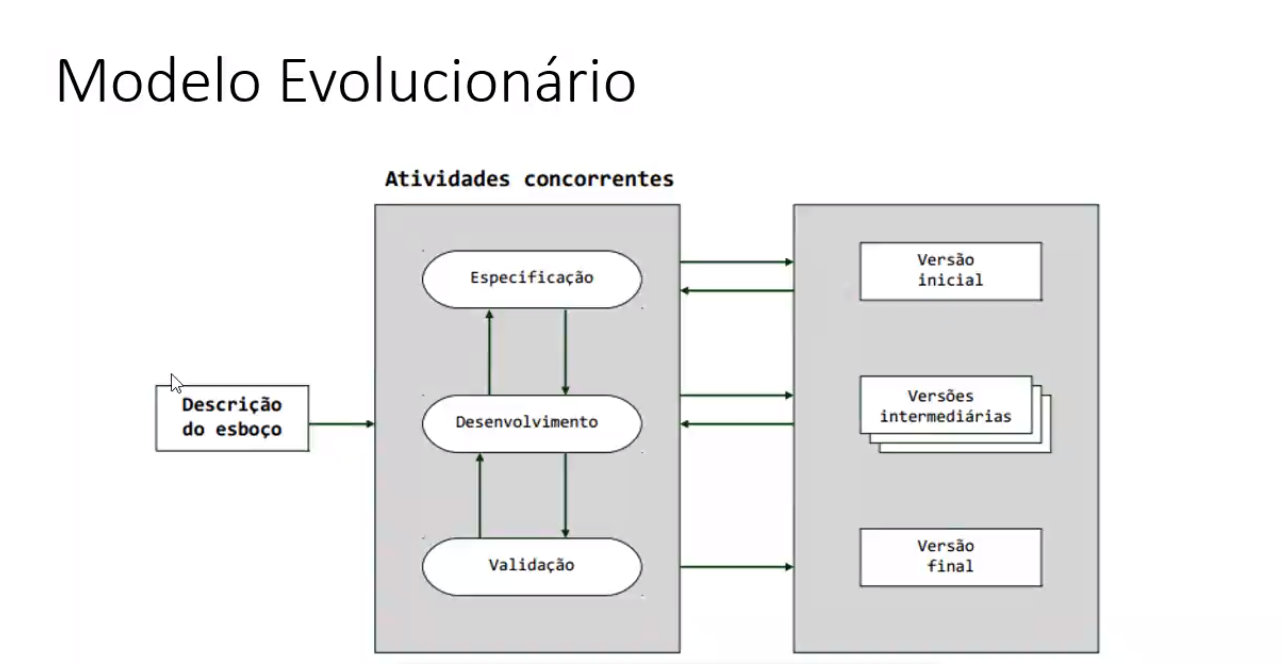 Modelo Evolucionário
Atividades concorrentes
Descrição
do esboço
Especificação
Desenvolvimento
Validação
Versão
inicial
Versões
intermediárias
Versão
final